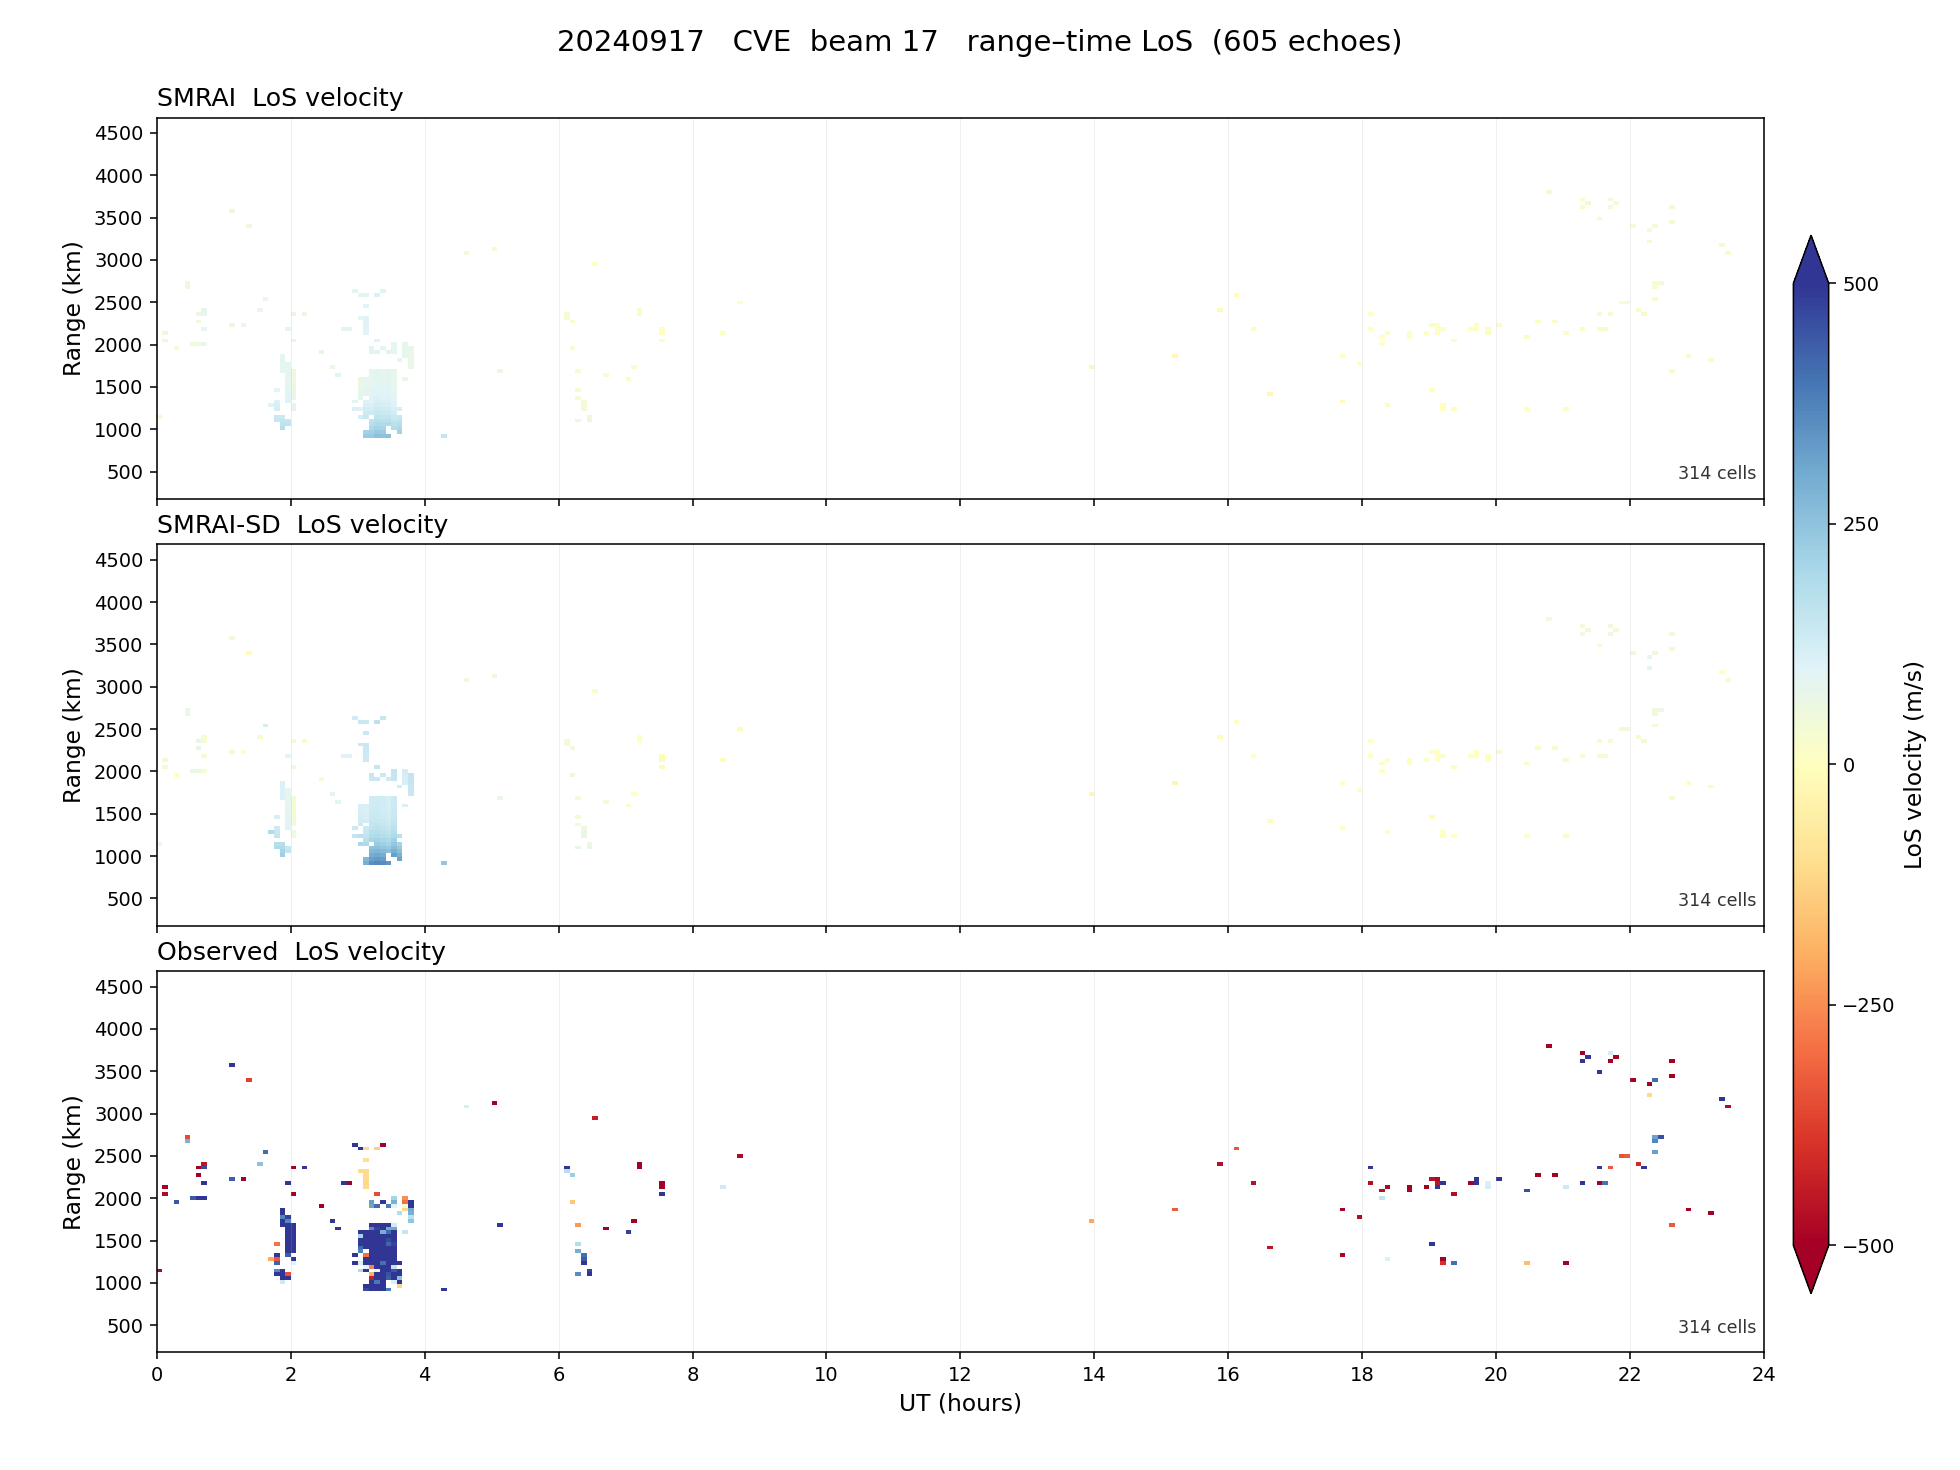 20240917   CVE  beam 17   range–time LoS  (605 echoes)
SMRAI  LoS velocity
4500
4000
3500
3000
2500
2000
1500
1000
500
Range (km)
314 cells
SMRAI-SD  LoS velocity
4500
4000
3500
3000
2500
2000
1500
1000
500
Range (km)
314 cells
Observed  LoS velocity
4500
4000
3500
3000
2500
2000
1500
1000
500
Range (km)
314 cells
0 2 4 6 8 10 12 14 16 18 20 22 24
UT (hours)
500
250
0
−250
−500
LoS velocity (m/s)